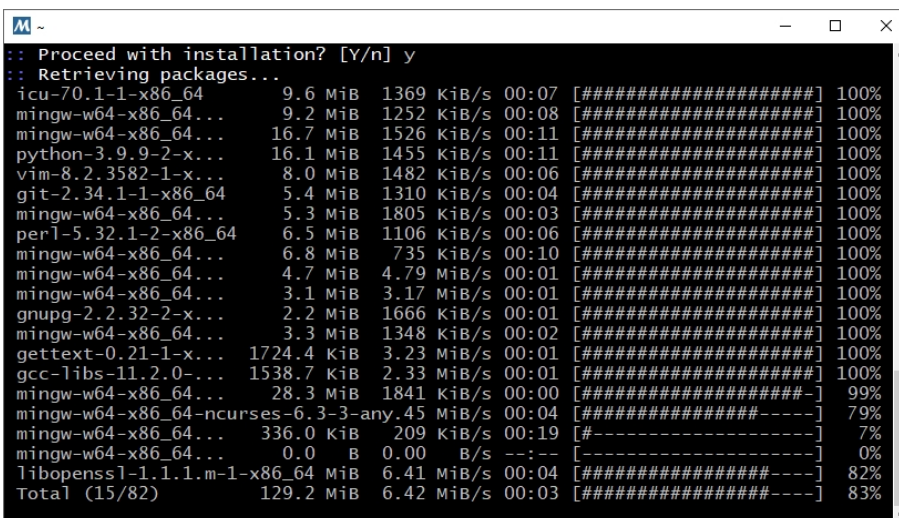 M ~
:: Proceed with installation? [Y/n] y
:: Retrieving packages...
icu-70.1-1-x86_64 9.6 MiB 1369 KiB/s 00:07 [#####################] 100%
mingw-w64-x86_64... 9.2 MiB 1252 KiB/s 00:08 [#####################] 100%
mingw-w64-x86_64... 16.7 MiB 1526 KiB/s 00:11 [#####################] 100%
python-3.9.9-2-x... 16.1 MiB 1455 KiB/s 00:11 [#####################] 100%
vim-8.2.3582-1-x... 8.0 MiB 1482 KiB/s 00:06 [#####################] 100%
git-2.34.1-1-x86_64 5.4 MiB 1310 KiB/s 00:04 [#####################] 100%
mingw-w64-x86_64... 5.3 MiB 1805 KiB/s 00:03 [#####################] 100%
perl-5.32.1-2-x86_64 6.5 MiB 1106 KiB/s 00:06 [#####################] 100%
mingw-w64-x86_64... 6.8 MiB 735 KiB/s 00:10 [#####################] 100%
mingw-w64-x86_64... 4.7 MiB 4.79 MiB/s 00:01 [#####################] 100%
mingw-w64-x86_64... 3.1 MiB 3.17 MiB/s 00:01 [#####################] 100%
gnupg-2.2.32-2-x... 2.2 MiB 1666 KiB/s 00:01 [#####################] 100%
mingw-w64-x86_64... 3.3 MiB 1348 KiB/s 00:02 [#####################] 100%
gettext-0.21-1-x... 1724.4 KiB 3.23 MiB/s 00:01 [#####################] 100%
gcc-libs-11.2.0-... 1538.7 KiB 2.33 MiB/s 00:01 [#####################] 100%
mingw-w64-x86_64... 28.3 MiB 1841 KiB/s 00:00 [####################-] 99%
mingw-w64-x86_64-ncurses-6.3-3-any.45 MiB/s 00:04 [################-----] 79%
mingw-w64-x86_64... 336.0 KiB 209 KiB/s 00:19 [#--------------------] 7%
mingw-w64-x86_64... 0.0 B 0.00 B/s --:-- [---------------------] 0%
libopenssl-1.1.1.m-1-x86_64 MiB 6.41 MiB/s 00:04 [#################----] 82%
Total (15/82) 129.2 MiB 6.42 MiB/s 00:03 [#################----] 83%